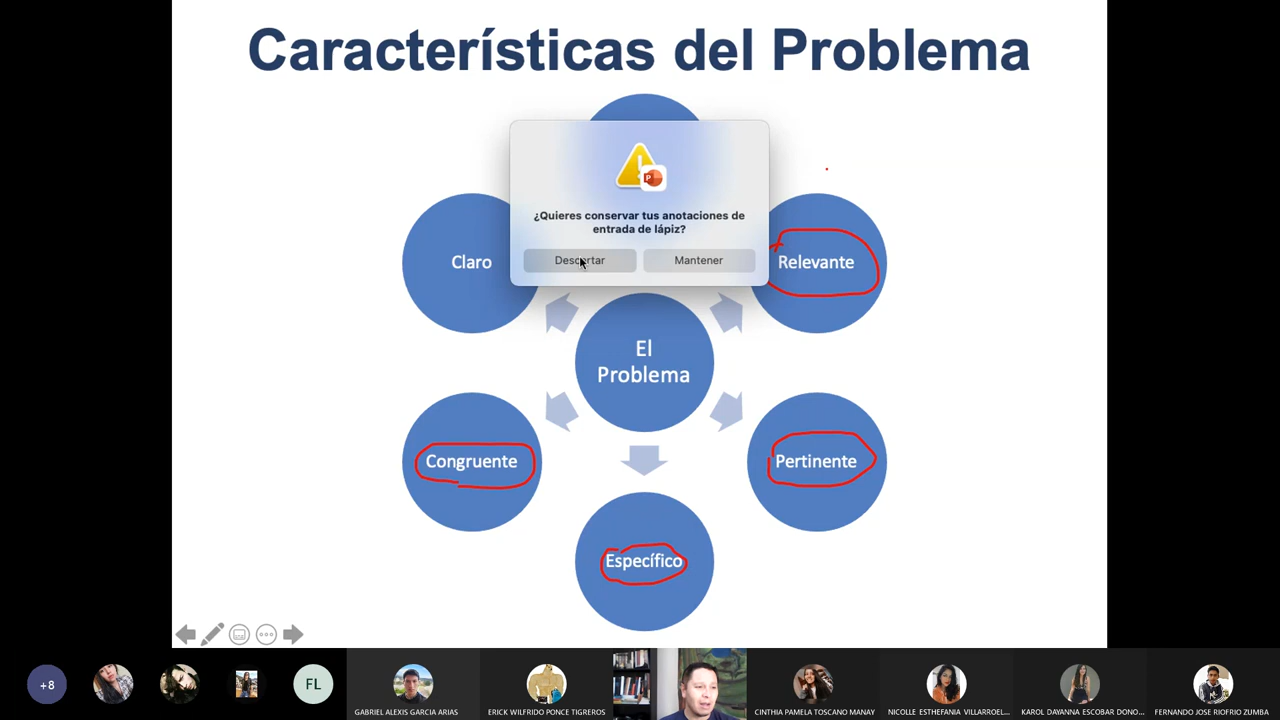 Características del Problema
¿Quieres conservar tus anotaciones de
entrada de lápiz?
Descartar
Mantener
Claro
Relevante
El
Problema
Congruente
Pertinente
Específico
+8
FL
GABRIEL ALEXIS GARCIA ARIAS
ERICK WILFRIDO PONCE TIGREROS
CINTHIA PAMELA TOSCANO MANAY
NICOLLE ESTHEFANIA VILLARROEL...
KAROL DAYANNA ESCOBAR DONO...
FERNANDO JOSE RIOFRIO ZUMBA